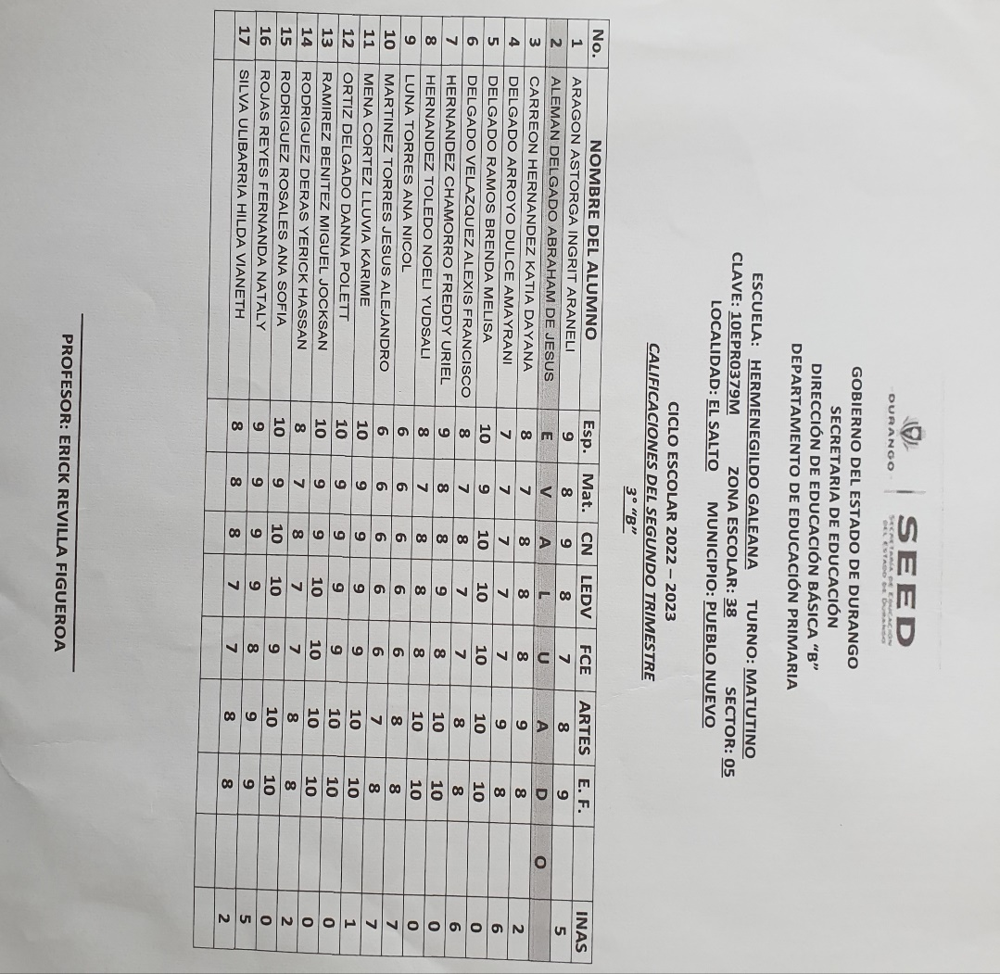 DURANGO
SEED
SECRETARÍA DE EDUCACIÓN
DEL ESTADO DE DURANGO
GOBIERNO DEL ESTADO DE DURANGO
SECRETARIA DE EDUCACIÓN
DIRECCIÓN DE EDUCACIÓN BÁSICA "B"
DEPARTAMENTO DE EDUCACIÓN PRIMARIA
ESCUELA: HERMENEGILDO GALEANA TURNO: MATUTINO
CLAVE: 10EPR0379M ZONA ESCOLAR: 38 SECTOR: 05
LOCALIDAD: EL SALTO MUNICIPIO: PUEBLO NUEVO
CICLO ESCOLAR 2022 – 2023
CALIFICACIONES DEL SEGUNDO TRIMESTRE
3° "B"
No. NOMBRE DEL ALUMNO Esp. Mat. CN LEDV FCE ARTES E. F. INAS
1 ARAGON ASTORGA INGRIT ARANELI 9 8 9 8 7 8 9 5
2 ALEMAN DELGADO ABRAHAM DE JESUS E V A L U A D O
3 CARREON HERNANDEZ KATIA DAYANA 8 7 8 8 8 9 8 2
4 DELGADO ARROYO DULCE AMAYRANI 7 7 7 7 7 9 8 6
5 DELGADO RAMOS BRENDA MELISA 10 9 10 10 10 10 10 0
6 DELGADO VELAZQUEZ ALEXIS FRANCISCO 8 7 8 7 7 8 8 6
7 HERNANDEZ CHAMORRO FREDDY URIEL 9 8 8 9 8 10 10 0
8 HERNANDEZ TOLEDO NOELI YUDSALI 8 7 8 8 8 10 10 0
9 LUNA TORRES ANA NICOL 6 6 6 6 6 8 8 7
10 MARTINEZ TORRES JESUS ALEJANDRO 6 6 6 6 6 7 8 7
11 MENA CORTEZ LLUVIA KARIME 10 9 9 9 9 10 10 1
12 ORTIZ DELGADO DANNA POLETT 10 9 9 9 9 10 10 0
13 RAMIREZ BENITEZ MIGUEL JOCKSAN 10 9 9 10 10 10 10 0
14 RODRIGUEZ DERAS YERICK HASSAN 8 7 8 7 7 8 8 2
15 RODRIGUEZ ROSALES ANA SOFIA 10 9 10 10 9 10 10 0
16 ROJAS REYES FERNANDA NATALY 9 9 9 9 8 9 9 5
17 SILVA ULIBARRIA HILDA VIANETH 8 8 8 7 7 8 8 2
PROFESOR: ERICK REVILLA FIGUEROA